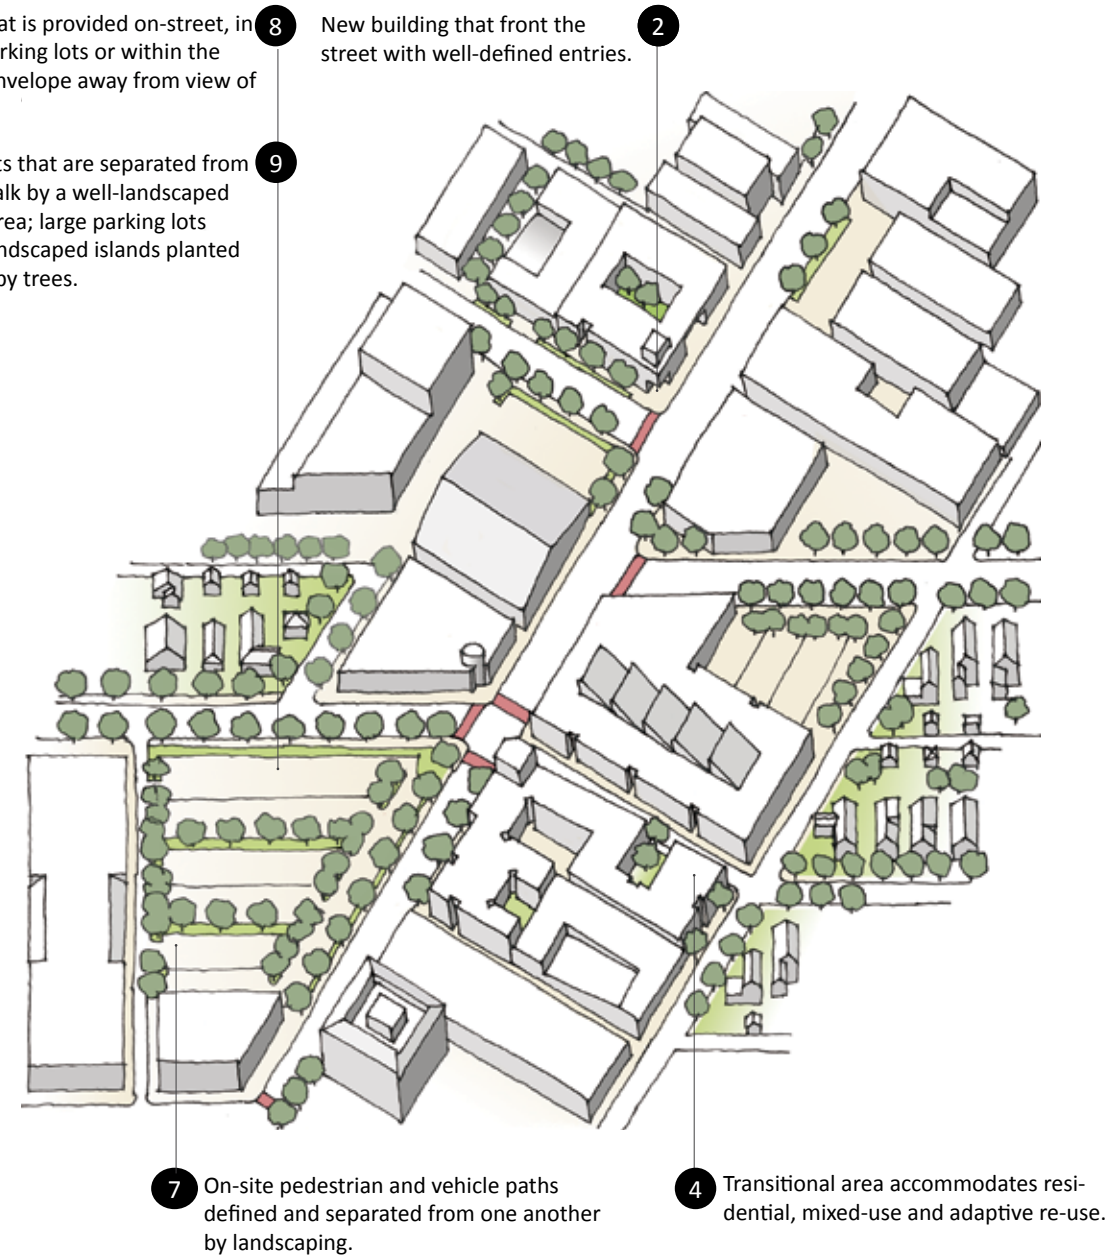 at is provided on-street, in
rking lots or within the
nvelope away from view of
8
New building that front the
street with well-defined entries.
2
ts that are separated from
alk by a well-landscaped
rea; large parking lots
ndscaped islands planted
by trees.
9
7
On-site pedestrian and vehicle paths
defined and separated from one another
by landscaping.
4
Transitional area accommodates resi-
dential, mixed-use and adaptive re-use.